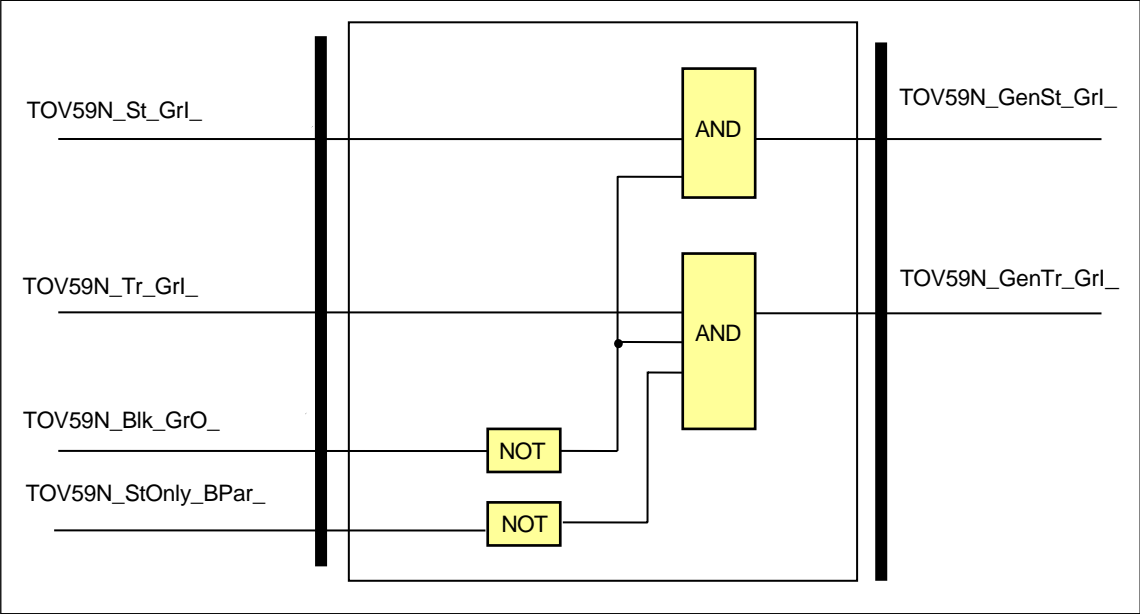 TOV59N_St_GrI_
AND
TOV59N_GenSt_GrI_
TOV59N_Tr_GrI_
AND
TOV59N_GenTr_GrI_
TOV59N_Blk_GrO_
NOT
TOV59N_StOnly_BPar_
NOT